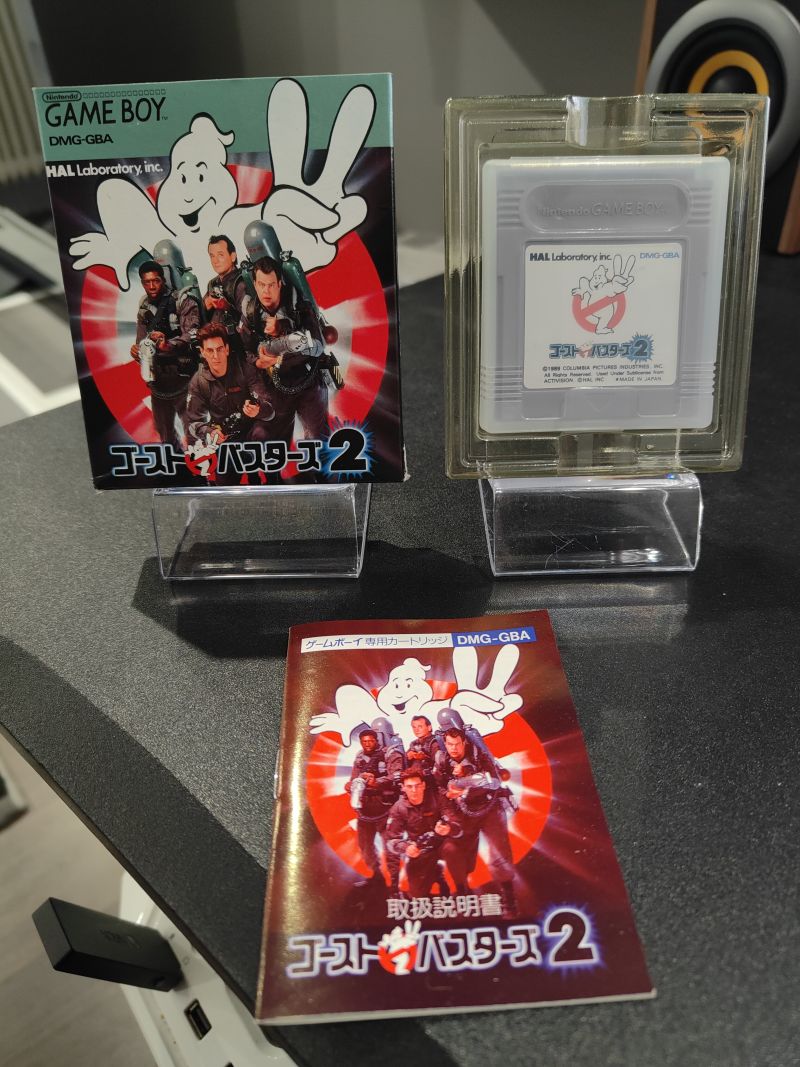 Nintendo
GAME BOY™
DMG-GBA
HAL Laboratory, inc.
ゴーストバスターズ2
Nintendo GAME BOY™
HAL Laboratory, inc. DMG-GBA
ゴーストバスターズ2
©1989 COLUMBIA PICTURES INDUSTRIES, INC.
All Rights Reserved. Used Under Sublicense from
ACTIVISION ©HAL INC ※MADE IN JAPAN
ゲームボーイ専用カートリッジ DMG-GBA
取扱説明書
ゴーストバスターズ2